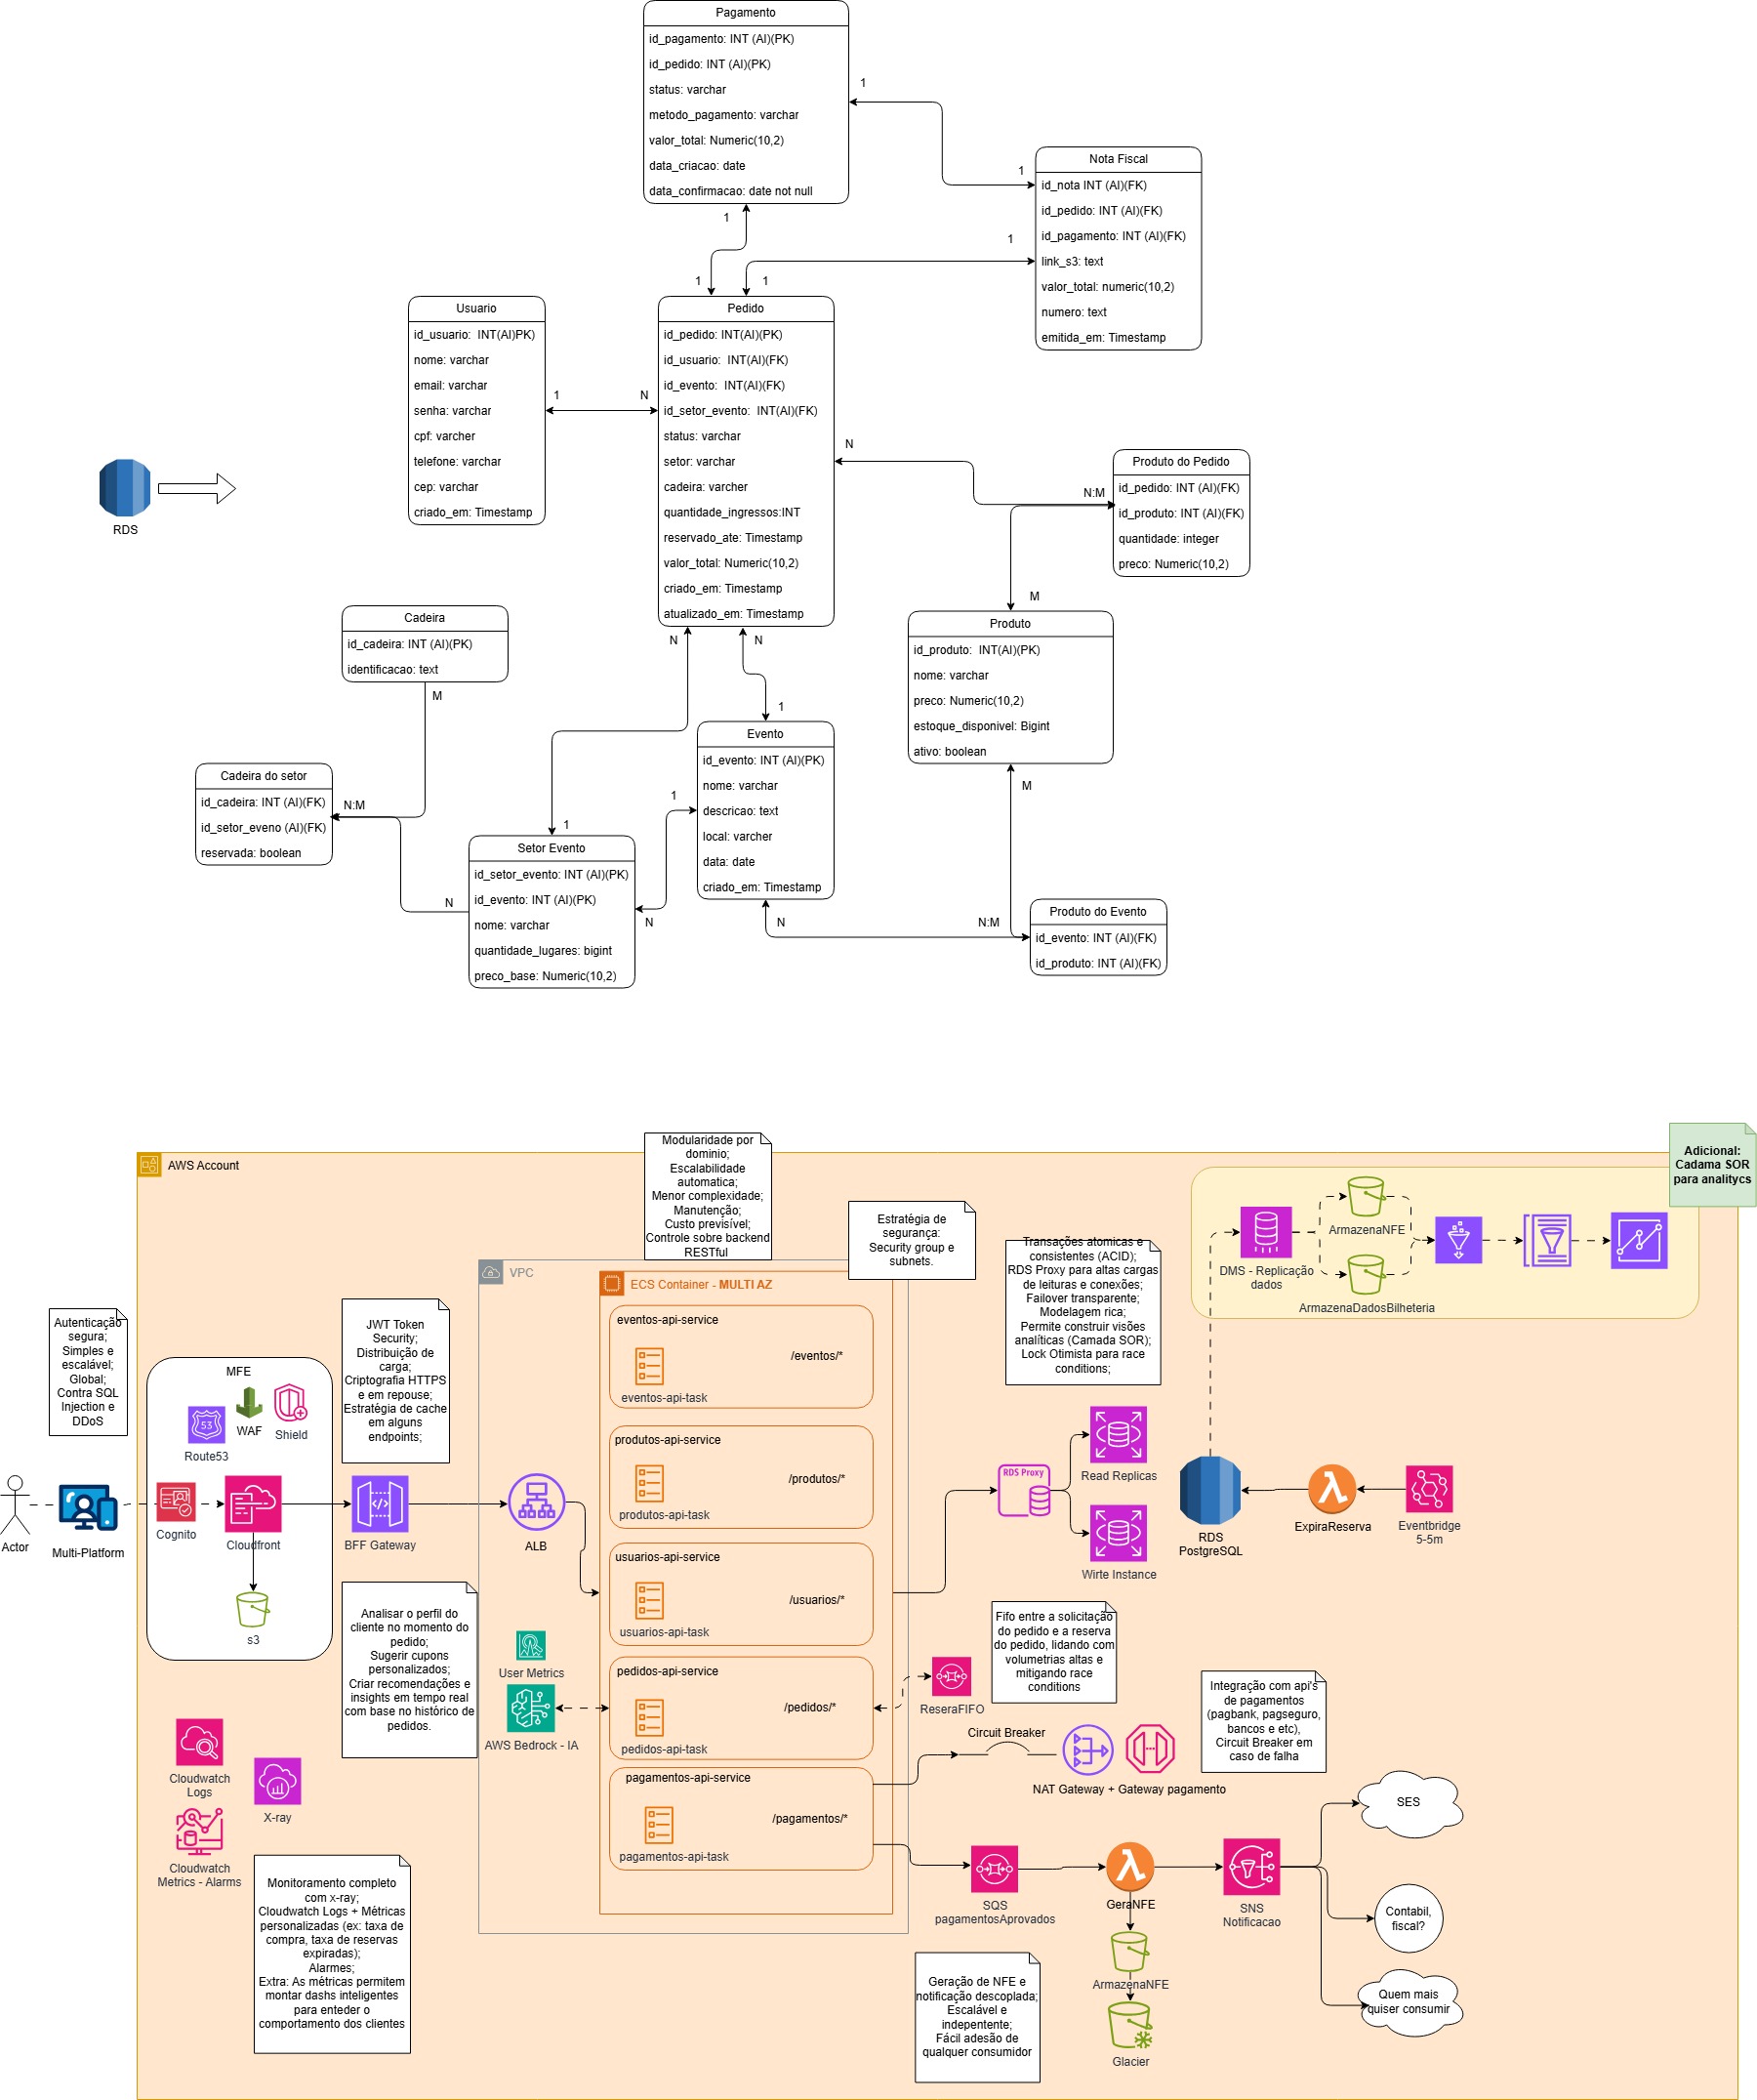 Pagamento
id_pagamento: INT (AI)(PK)
id_pedido: INT (AI)(PK)
status: varchar
metodo_pagamento: varchar
valor_total: Numeric(10,2)
data_criacao: date
data_confirmacao: date not null
1
1
Nota Fiscal
id_nota INT (AI)(FK)
id_pedido: INT (AI)(FK)
id_pagamento: INT (AI)(FK)
link_s3: text
valor_total: numeric(10,2)
numero: text
emitida_em: Timestamp
1
1
1
1
Usuario
id_usuario:  INT(AI)PK)
nome: varchar
email: varchar
senha: varchar
cpf: varcher
telefone: varchar
cep: varchar
criado_em: Timestamp
1
N
Pedido
id_pedido: INT(AI)(PK)
id_usuario:  INT(AI)(FK)
id_evento:  INT(AI)(FK)
id_setor_evento:  INT(AI)(FK)
status: varchar
setor: varchar
cadeira: varcher
quantidade_ingressos:INT
reservado_ate: Timestamp
valor_total: Numeric(10,2)
criado_em: Timestamp
atualizado_em: Timestamp
N
N:M
Produto do Pedido
id_pedido: INT (AI)(FK)
id_produto: INT (AI)(FK)
quantidade: integer
preco: Numeric(10,2)
RDS
M
Produto
id_produto:  INT(AI)(PK)
nome: varchar
preco: Numeric(10,2)
estoque_disponivel: Bigint
ativo: boolean
M
Cadeira
id_cadeira: INT (AI)(PK)
identificacao: text
M
N
N
1
Evento
id_evento: INT (AI)(PK)
nome: varchar
descricao: text
local: varcher
data: date
criado_em: Timestamp
Cadeira do setor
id_cadeira: INT (AI)(FK)
id_setor_eveno (AI)(FK)
reservada: boolean
N:M
N
1
1
N
Setor Evento
id_setor_evento: INT (AI)(PK)
id_evento: INT (AI)(PK)
nome: varchar
quantidade_lugares: bigint
preco_base: Numeric(10,2)
N
N:M
Produto do Evento
id_evento: INT (AI)(FK)
id_produto: INT (AI)(FK)
AWS Account
Modularidade por
dominio;
Escalabilidade
automatica;
Menor complexidade;
Manutenção;
Custo previsível;
Controle sobre backend
RESTful
Estratégia de
segurança:
Security group e
subnets.
Transações atomicas e
consistentes (ACID);
RDS Proxy para altas cargas
de leituras e conexões;
Failover transparente;
Modelagem rica;
Permite construir visões
analíticas (Camada SOR);
Lock Otimista para race
conditions;
Adicional:
Cadama SOR
para analitycs
DMS - Replicação
dados
ArmazenaNFE
ArmazenaDadosBilheteria
VPC
ECS Container - MULTI AZ
eventos-api-service
/eventos/*
eventos-api-task
produtos-api-service
/produtos/*
produtos-api-task
usuarios-api-service
/usuarios/*
usuarios-api-task
pedidos-api-service
/pedidos/*
pedidos-api-task
pagamentos-api-service
/pagamentos/*
pagamentos-api-task
Autenticação
segura;
Simples e
escalável;
Global;
Contra SQL
Injection e
DDoS
MFE
53
Route53
WAF
Shield
Cognito
Cloudfront
s3
Actor
Multi-Platform
JWT Token
Security;
Distribuição de
carga;
Criptografia HTTPS
e em repouse;
Estratégia de cache
em alguns
endpoints;
BFF Gateway
ALB
Analisar o perfil do
cliente no momento do
pedido;
Sugerir cupons
personalizados;
Criar recomendações e
insights em tempo real
com base no histórico de
pedidos.
User Metrics
AWS Bedrock - IA
RDS Proxy
Read Replicas
Wirte Instance
RDS
PostgreSQL
ExpiraReserva
Eventbridge
5-5m
Fifo entre a solicitação
do pedido e a reserva
do pedido, lidando com
volumetrias altas e
mitigando race
conditions
ReseraFIFO
Circuit Breaker
NAT Gateway + Gateway pagamento
Integração com api's
de pagamentos
(pagbank, pagseguro,
bancos e etc),
Circuit Breaker em
caso de falha
Cloudwatch
Logs
X-ray
Cloudwatch
Metrics - Alarms
Monitoramento completo
com x-ray;
Cloudwatch Logs + Métricas
personalizadas (ex: taxa de
compra, taxa de reservas
expiradas);
Alarmes;
Extra: As métricas permitem
montar dashs inteligentes
para enteder o
comportamento dos clientes
SQS
pagamentosAprovados
GeraNFE
ArmazenaNFE
Glacier
SNS
Notificacao
SES
Contabil,
fiscal?
Quem mais
quiser consumir
Geração de NFE e
notificação descoplada;
Escalável e
indepentente;
Fácil adesão de
qualquer consumidor